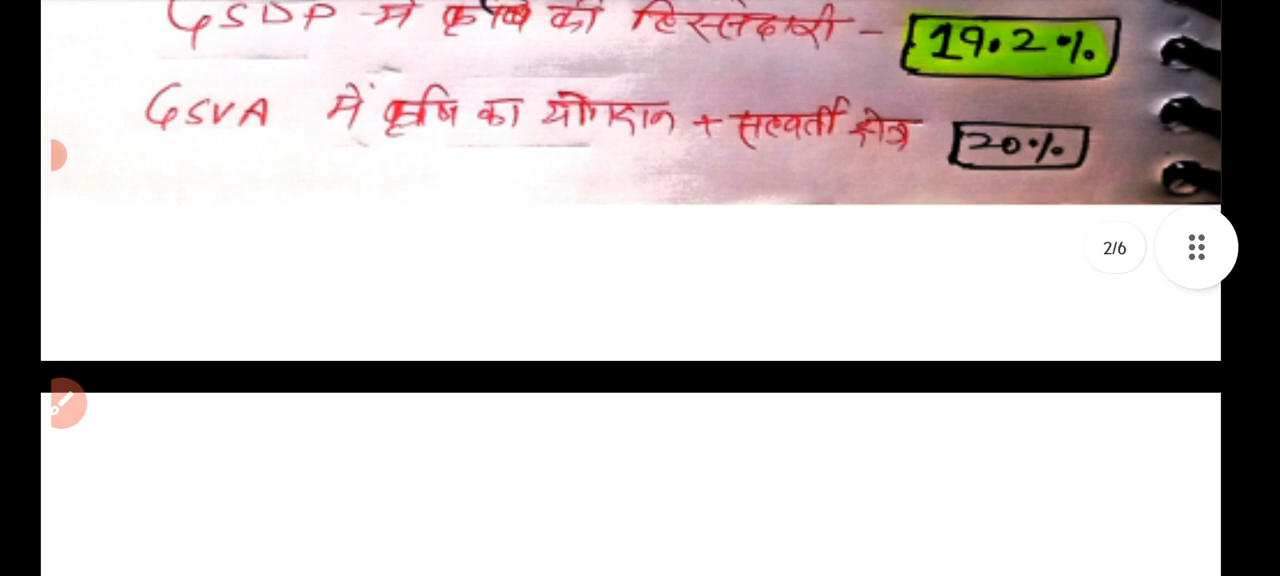 GSDP में कृषि की हिस्सेदारी - 19.2%
GSVA में कृषि का योगदान + सहवर्ती क्षेत्र 20%
2/6